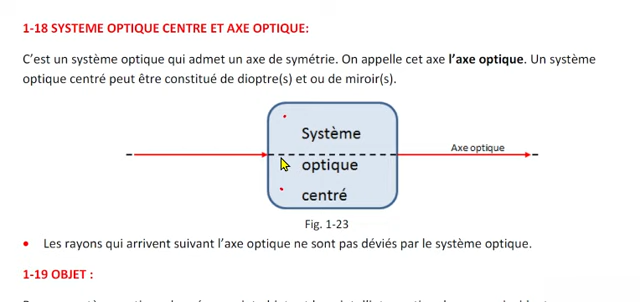 1-18 SYSTEME OPTIQUE CENTRE ET AXE OPTIQUE:
C'est un système optique qui admet un axe de symétrie. On appelle cet axe l'axe optique. Un système
optique centré peut être constitué de dioptre(s) et ou de miroir(s).
Système
Axe optique
optique
centré
Fig. 1-23
• Les rayons qui arrivent suivant l'axe optique ne sont pas déviés par le système optique.
1-19 OBJET :